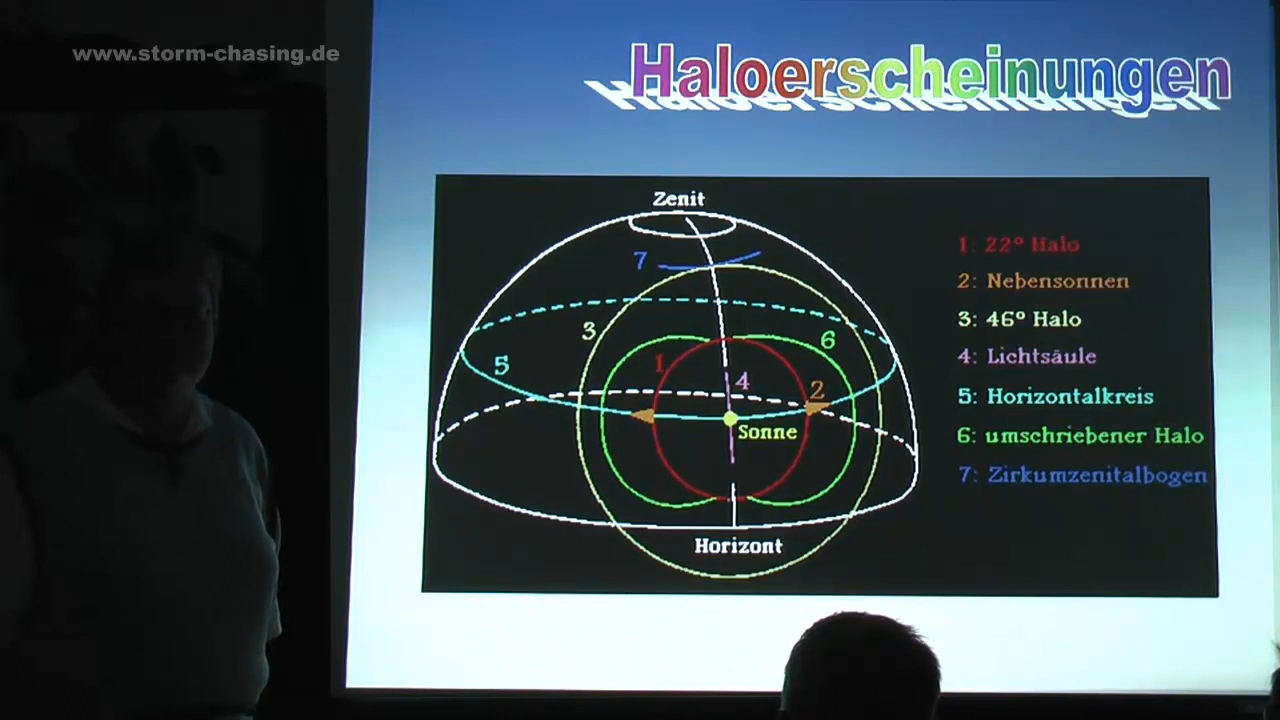 www.storm-chasing.de
Haloerscheinungen
Zenit
7
3
5
1
6
4
2
Sonne
Horizont
1: 22° Halo
2: Nebensonnen
3: 46° Halo
4: Lichtsäule
5: Horizontalkreis
6: umschriebener Halo
7: Zirkumzenitalbogen